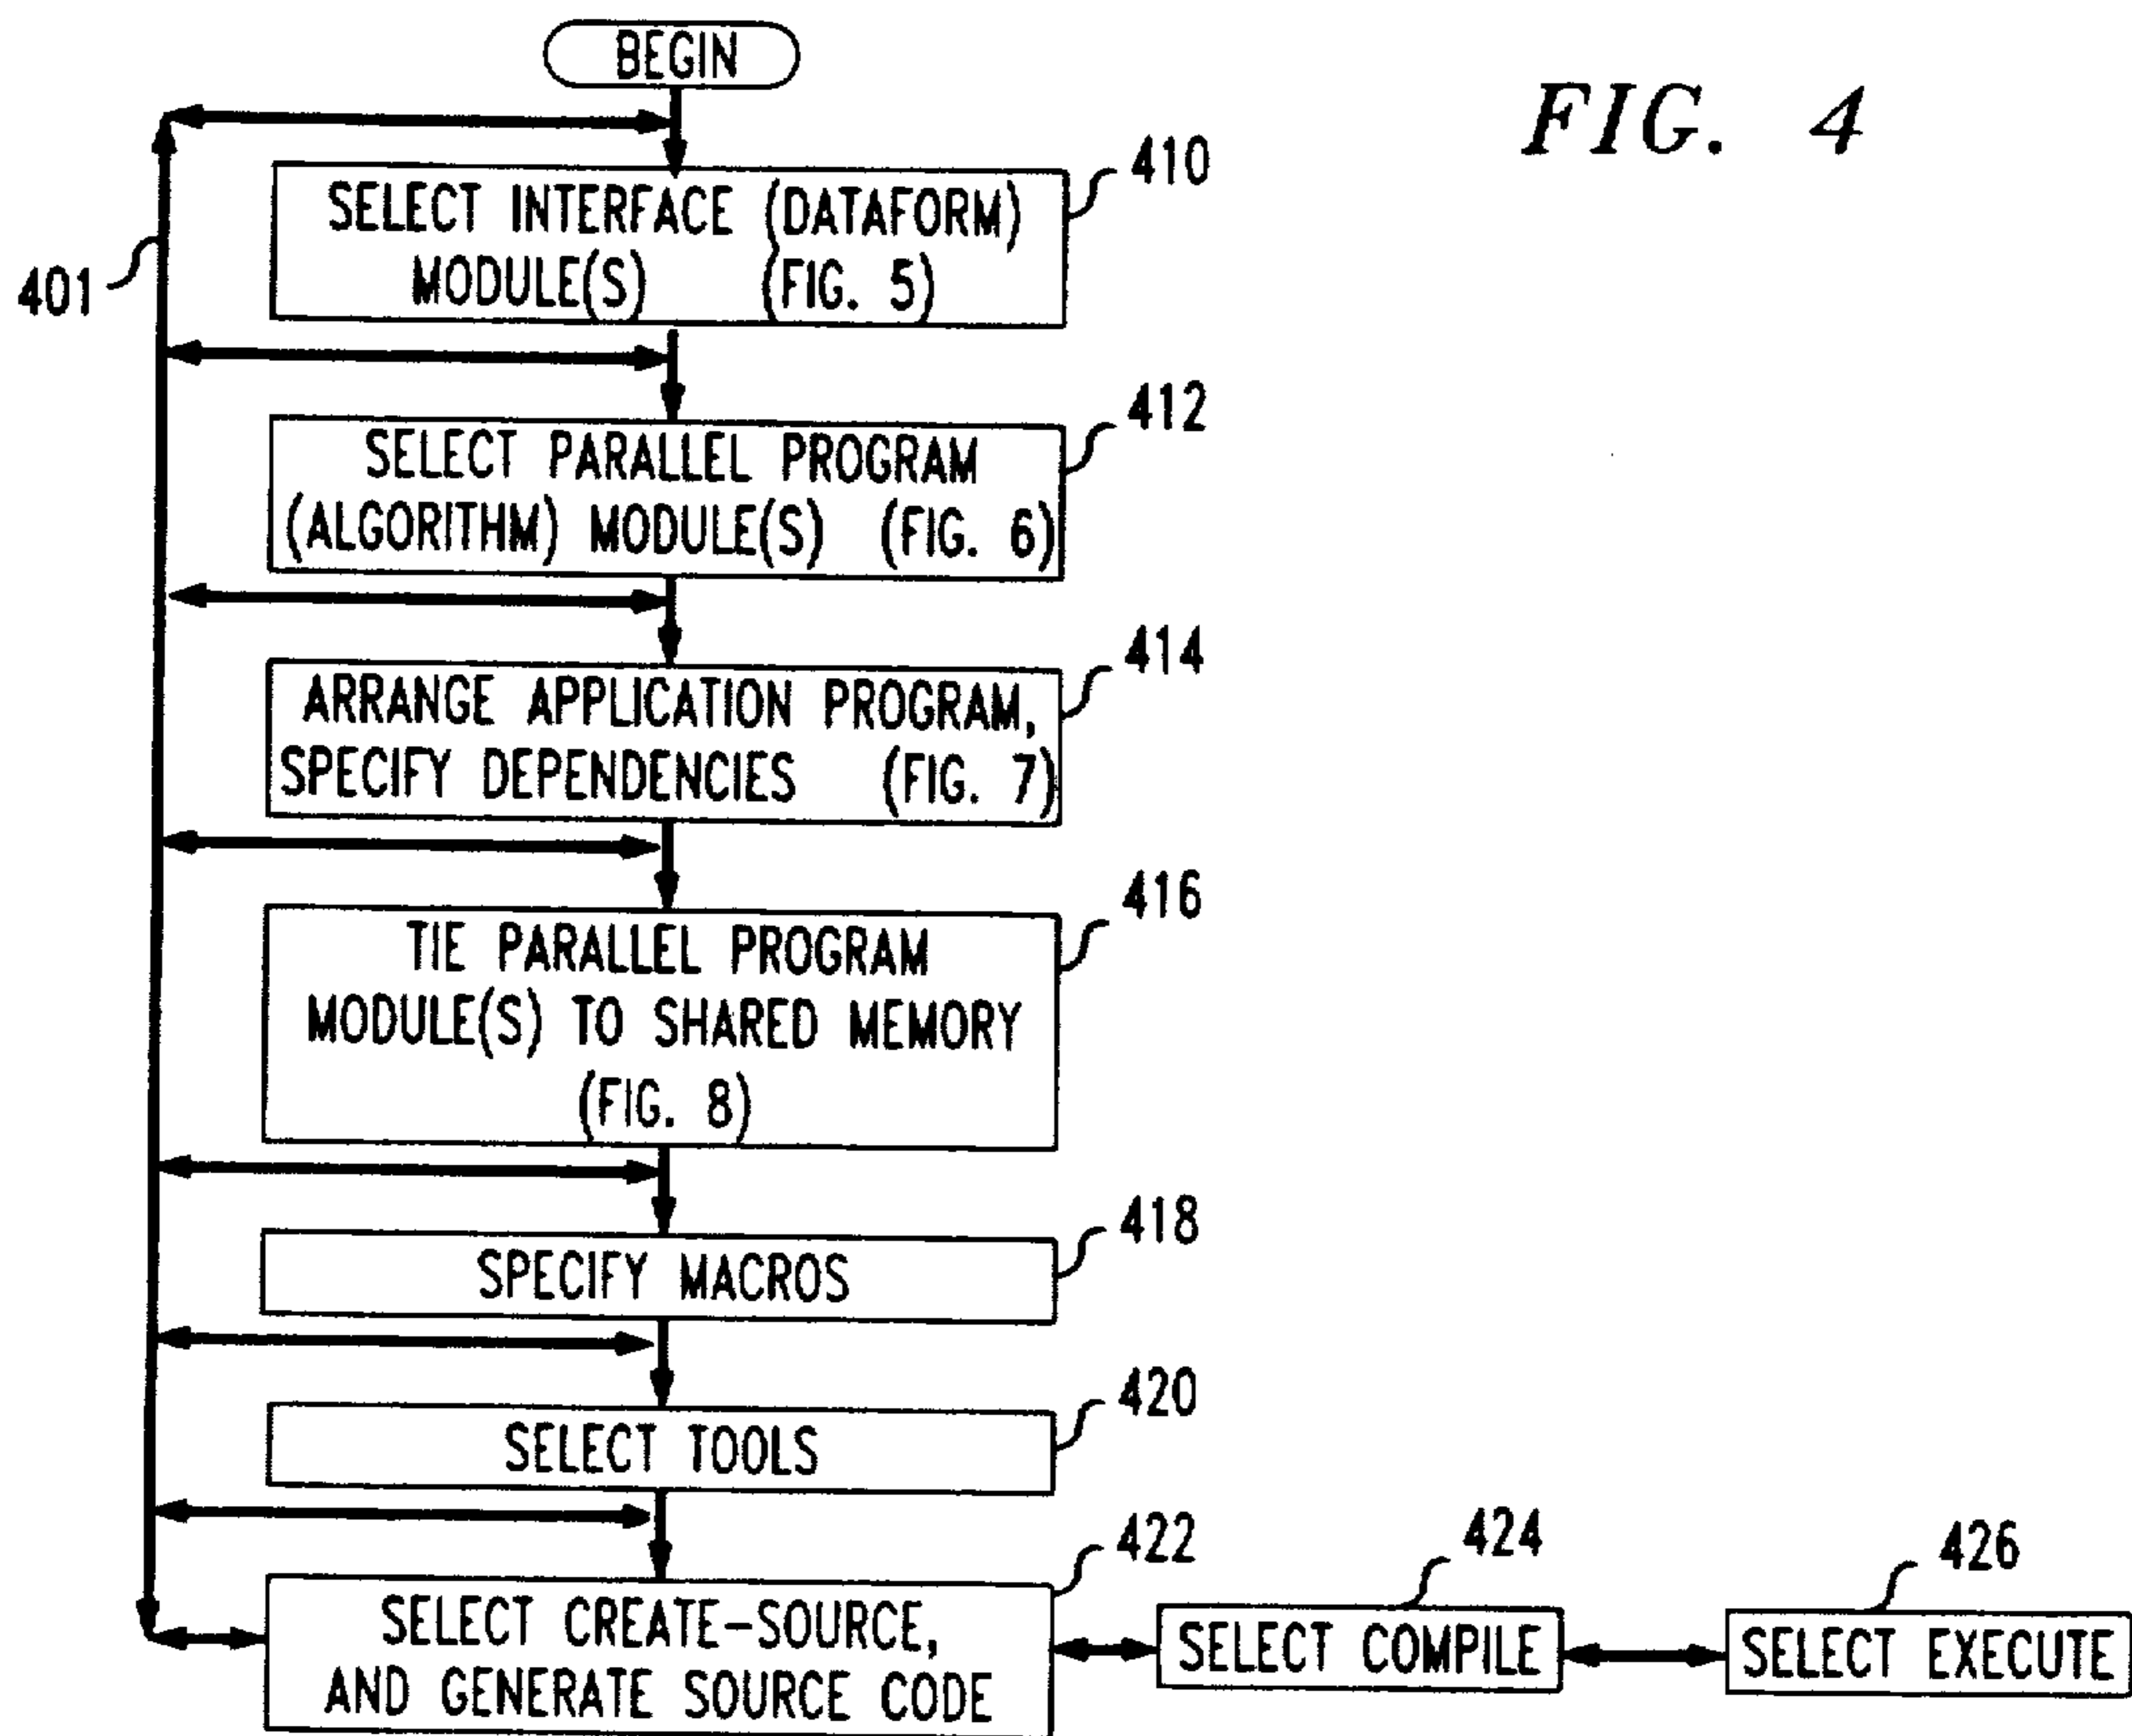 BEGIN
FIG. 4
410
SELECT INTERFACE (DATAFORM)
MODULE(S) (FIG. 5)
401
412
SELECT PARALLEL PROGRAM
(ALGORITHM) MODULE(S) (FIG. 6)
414
ARRANGE APPLICATION PROGRAM,
SPECIFY DEPENDENCIES (FIG. 7)
416
TIE PARALLEL PROGRAM
MODULE(S) TO SHARED MEMORY
(FIG. 8)
418
SPECIFY MACROS
420
SELECT TOOLS
422
SELECT CREATE-SOURCE,
AND GENERATE SOURCE CODE
424
SELECT COMPILE
426
SELECT EXECUTE